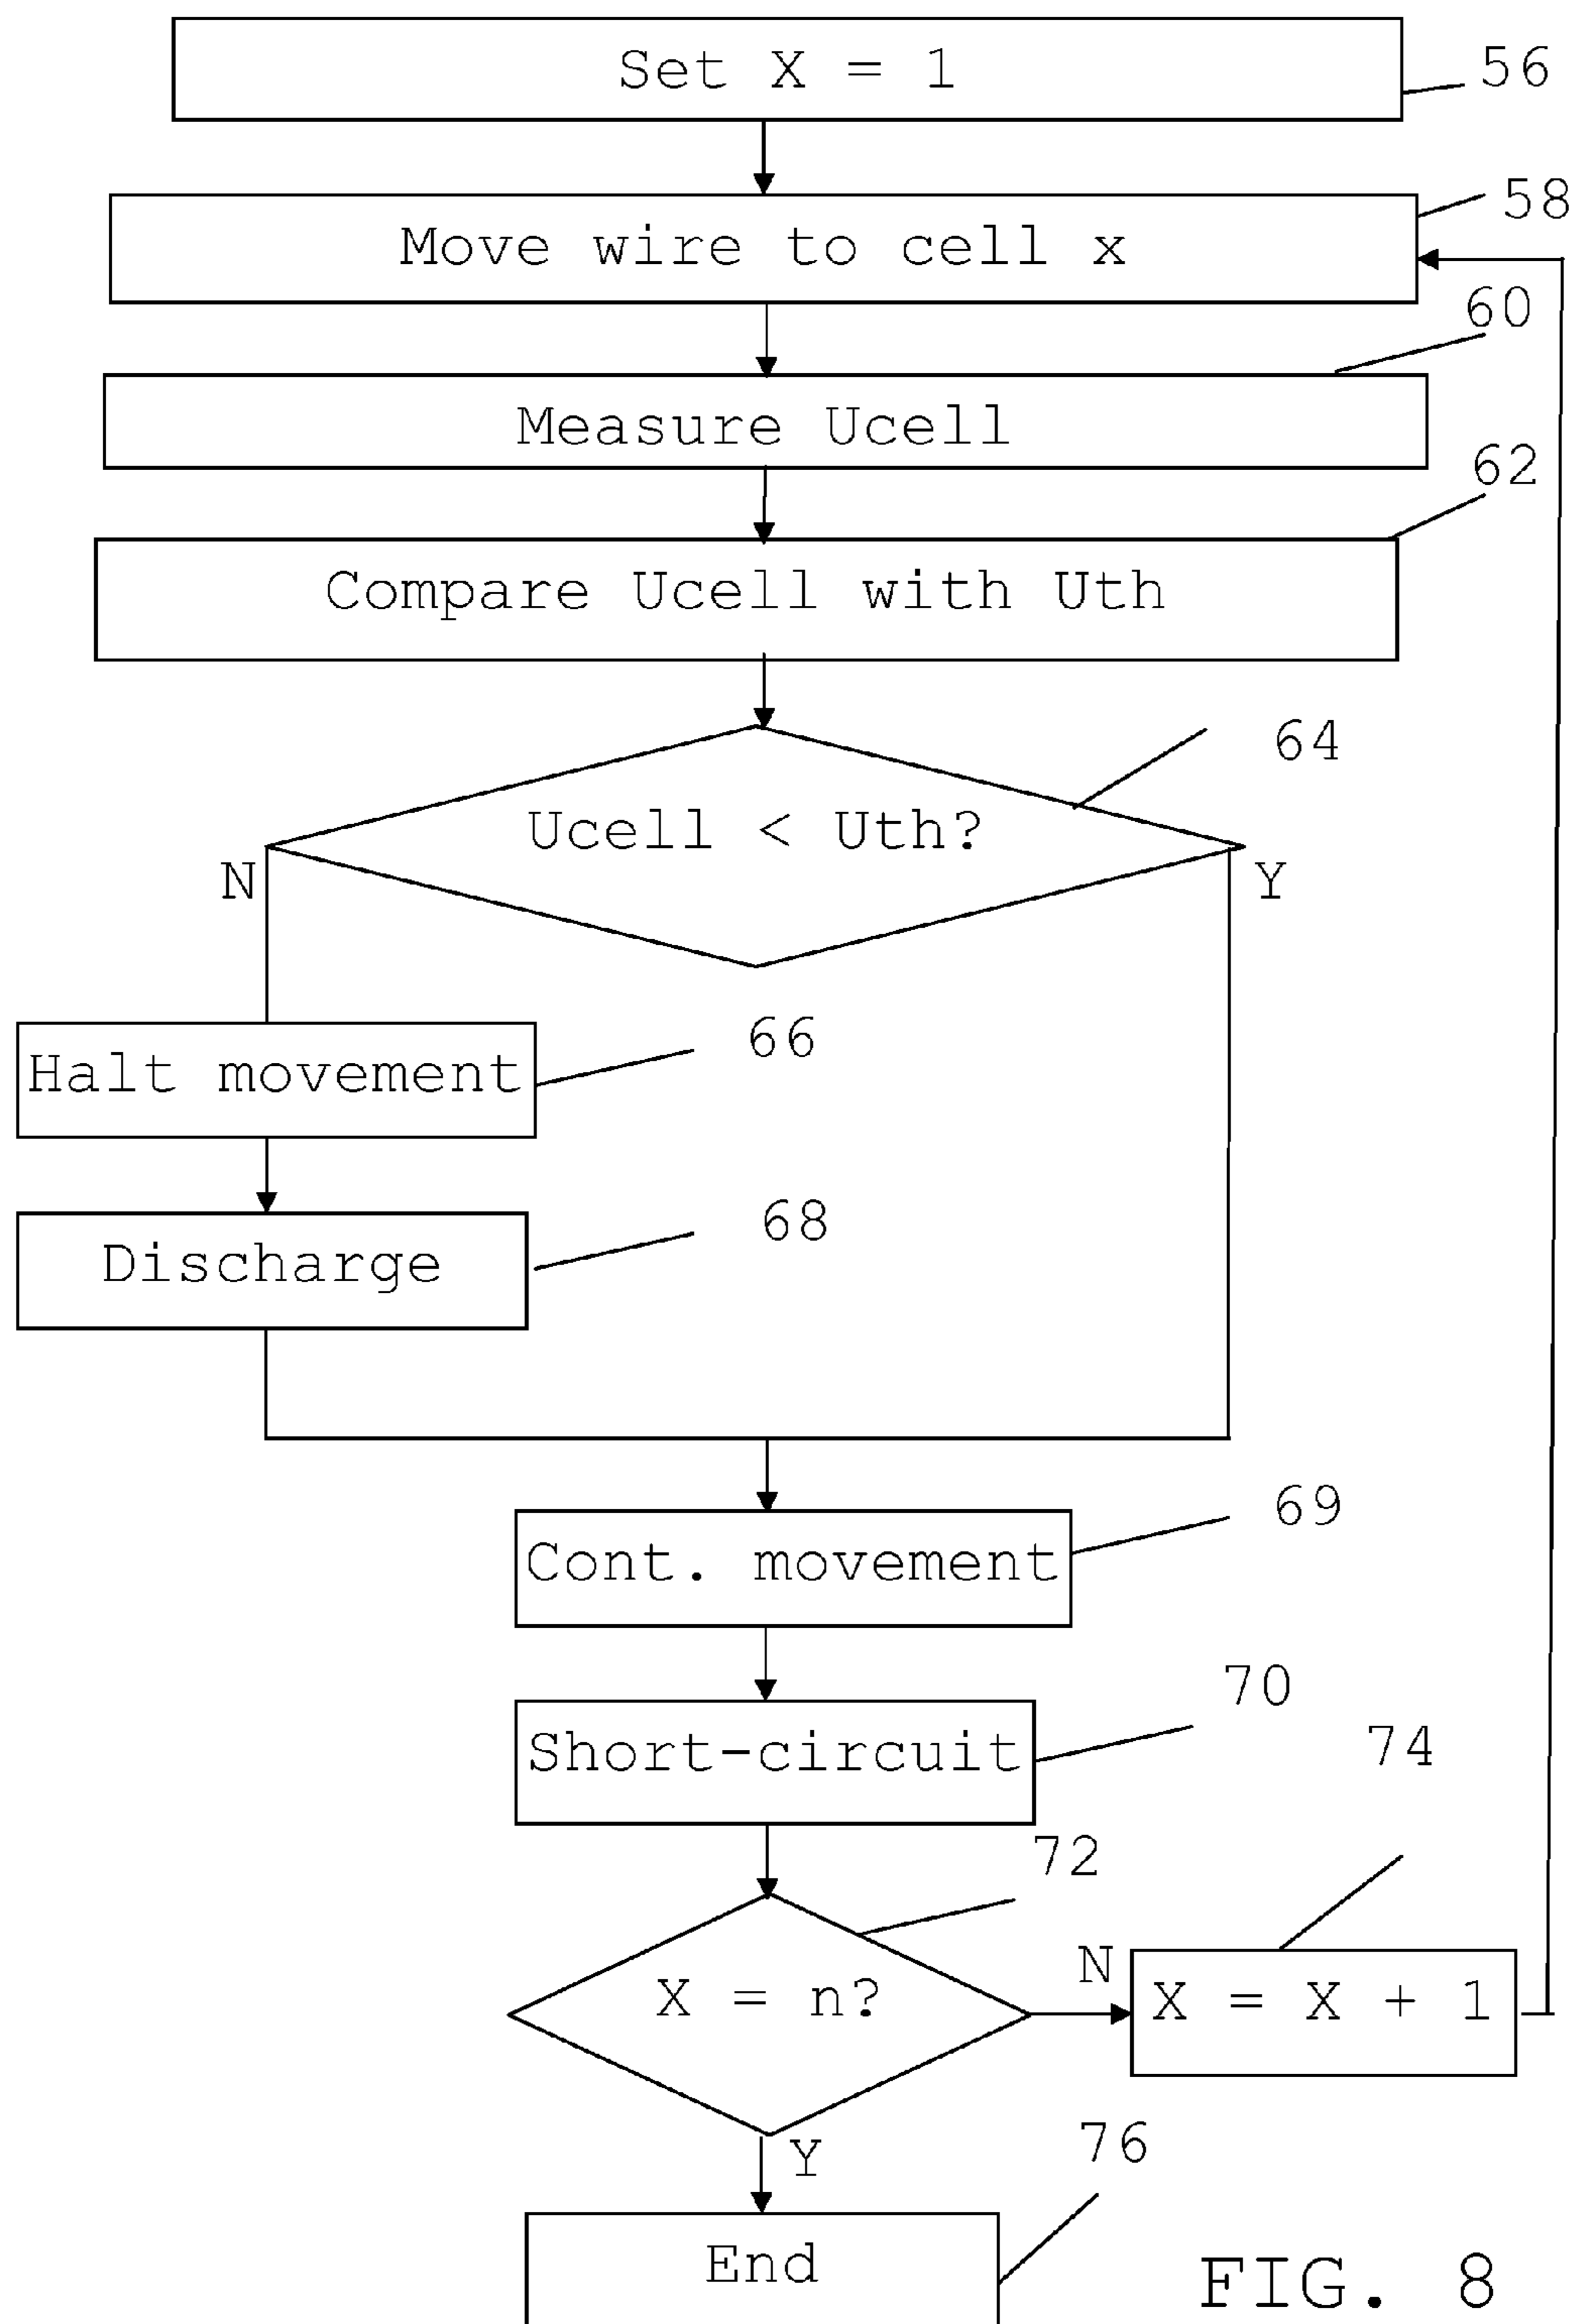 Set X = 1
56
58
Move wire to cell x
60
Measure Ucell
62
Compare Ucell with Uth
64
Ucell < Uth?
N
Y
66
Halt movement
68
Discharge
69
Cont. movement
70
Short-circuit
74
72
N
X = n?
X = X + 1
76
Y
End
FIG. 8